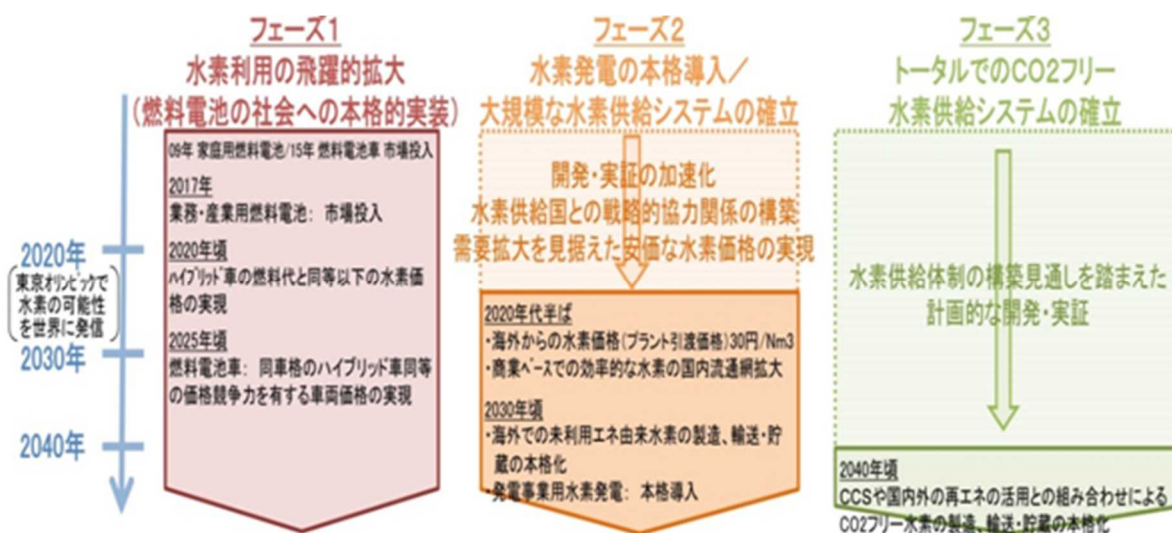 フェーズ1
水素利用の飛躍的拡大
(燃料電池の社会への本格的実装)
09年 家庭用燃料電池/15年 燃料電池車 市場投入
2017年
業務・産業用燃料電池: 市場投入
2020年頃
ハイブリッド車の燃料代と同等以下の水素価
格の実現
2025年頃
燃料電池車: 同車格のハイブリッド車同等
の価格競争力を有する車両価格の実現
2020年
東京オリンピックで
水素の可能性
を世界に発信
2030年
2040年
フェーズ2
水素発電の本格導入/
大規模な水素供給システムの確立
開発・実証の加速化
水素供給国との戦略的協力関係の構築
需要拡大を見据えた安価な水素価格の実現
2020年代半ば
・海外からの水素価格(プラント引渡価格)30円/Nm3
・商業ベースでの効率的な水素の国内流通網拡大
2030年頃
・海外での未利用エネ由来水素の製造、輸送・貯
蔵の本格化
・発電事業用水素発電: 本格導入
フェーズ3
トータルでのCO2フリー
水素供給システムの確立
水素供給体制の構築見通しを踏まえた
計画的な開発・実証
2040年頃
CCSや国内外の再エネの活用との組み合わせによる
CO2フリー水素の製造、輸送・貯蔵の本格化